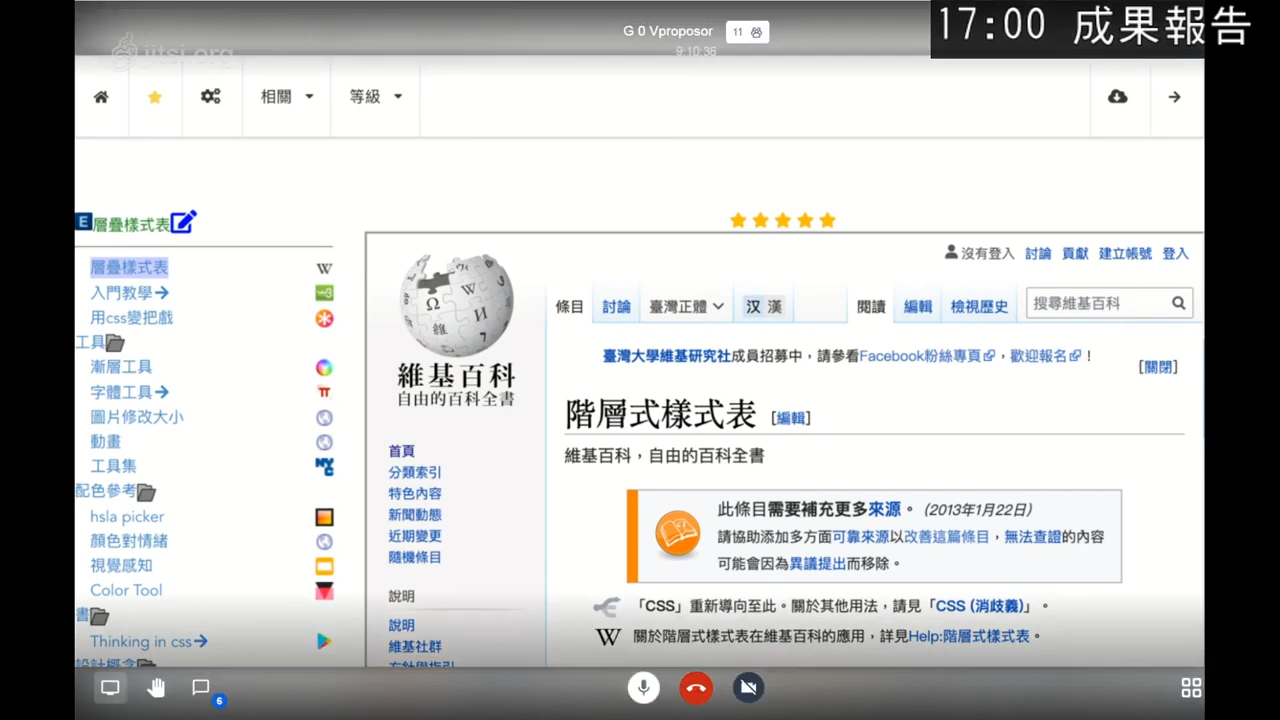 17:00 成果報告
G 0 Vproposor 11
9:10:36
jitsi.org
相關 等級
E 層疊樣式表
層疊樣式表
入門教學
用css變把戲
工具
漸層工具
字體工具
圖片修改大小
動畫
工具集
配色參考
hsla picker
顏色對情緒
視覺感知
Color Tool
書
Thinking in css
設計概念
維基百科
自由的百科全書
首頁
分類索引
特色內容
新聞動態
近期變更
隨機條目
說明
說明
維基社群
方針與指引
沒有登入 討論 貢獻 建立帳號 登入
條目 討論 臺灣正體 汉 漢 閱讀 編輯 檢視歷史 搜尋維基百科
臺灣大學維基研究社成員招募中，請參看Facebook粉絲專頁，歡迎報名！
[關閉]
階層式樣式表 [編輯]
維基百科，自由的百科全書
此條目需要補充更多來源。 (2013年1月22日)
請協助添加多方面可靠來源以改善這篇條目，無法查證的內容
可能會因為異議提出而移除。
「CSS」重新導向至此。關於其他用法，請見「CSS (消歧義)」。
關於階層式樣式表在維基百科的應用，詳見Help:階層式樣式表。
6